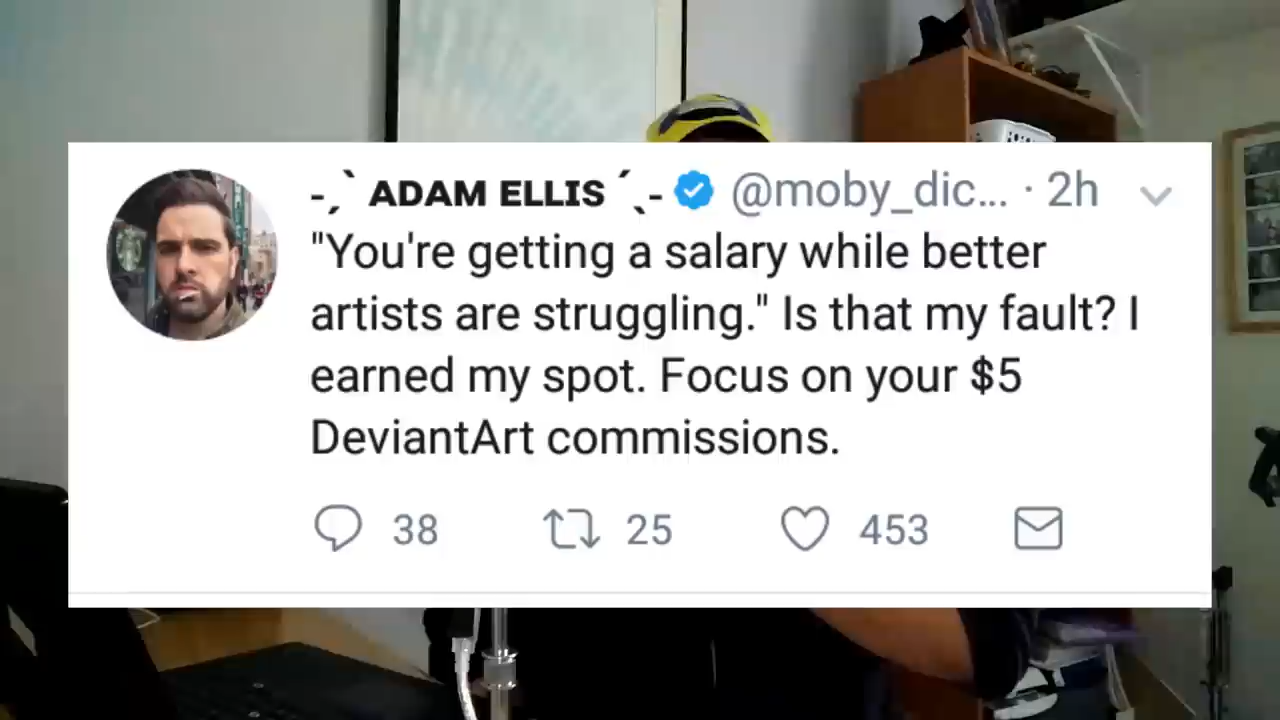 -ˏˋ ADAM ELLIS ˊˎ- @moby_dic... · 2h
"You're getting a salary while better
artists are struggling." Is that my fault? I
earned my spot. Focus on your $5
DeviantArt commissions.
38 25 453